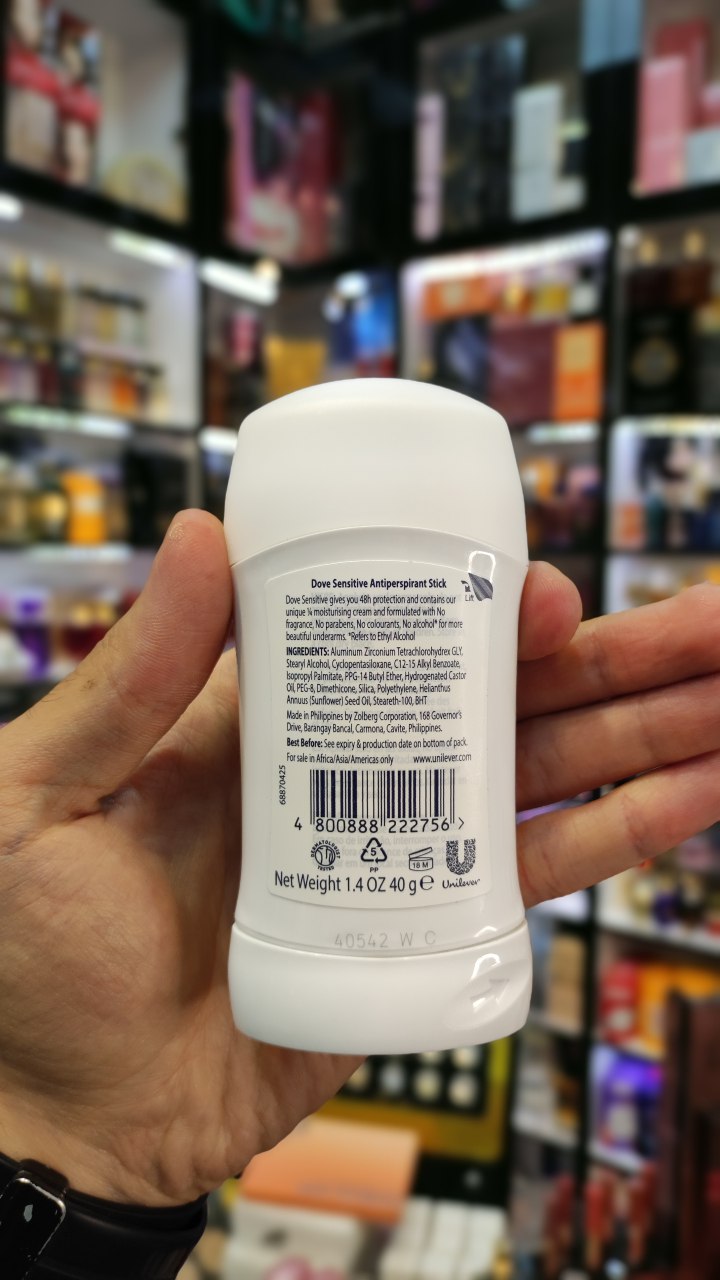 Dove Sensitive Antiperspirant Stick
Lift
Dove Sensitive gives you 48h protection and contains our
unique ¼ moisturising cream and formulated with No
fragrance, No parabens, No colourants, No alcohol* for more
beautiful underarms. *Refers to Ethyl Alcohol
INGREDIENTS: Aluminum Zirconium Tetrachlorohydrex GLY,
Stearyl Alcohol, Cyclopentasiloxane, C12-15 Alkyl Benzoate,
Isopropyl Palmitate, PPG-14 Butyl Ether, Hydrogenated Castor
Oil, PEG-8, Dimethicone, Silica, Polyethylene, Helianthus
Annuus (Sunflower) Seed Oil, Steareth-100, BHT
Made in Philippines by Zolberg Corporation, 168 Governor's
Drive, Barangay Bancal, Carmona, Cavite, Philippines.
Best Before: See expiry & production date on bottom of pack.
For sale in Africa/Asia/Americas only www.unilever.com
68870425
4 800888 222756 >
DERMATOLOGICALLY TESTED
5
PP
18 M
Unilever
Net Weight 1.4 OZ 40 g e
40542 W C